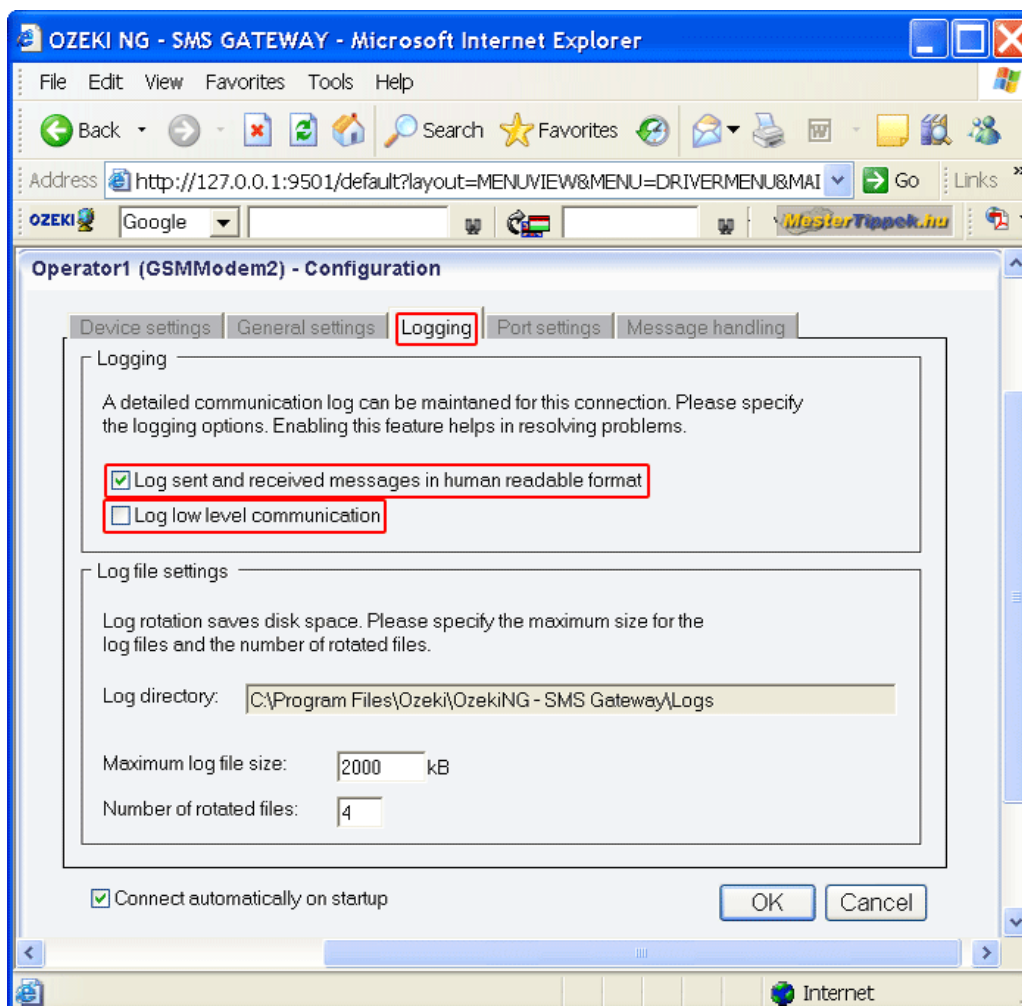 OZEKI NG - SMS GATEWAY - Microsoft Internet Explorer
File Edit View Favorites Tools Help
Back Search Favorites
Address http://127.0.0.1:9501/default?layout=MENUVIEW&MENU=DRIVERMENU&MAI Go Links »
OZEKI Google MesterTippek.hu
Operator1 (GSMModem2) - Configuration
Device settings General settings Logging Port settings Message handling
Logging
A detailed communication log can be maintaned for this connection. Please specify
the logging options. Enabling this feature helps in resolving problems.
Log sent and received messages in human readable format
Log low level communication
Log file settings
Log rotation saves disk space. Please specify the maximum size for the
log files and the number of rotated files.
Log directory: C:\Program Files\Ozeki\OzekiNG - SMS Gateway\Logs
Maximum log file size: 2000 kB
Number of rotated files: 4
Connect automatically on startup OK Cancel
Internet